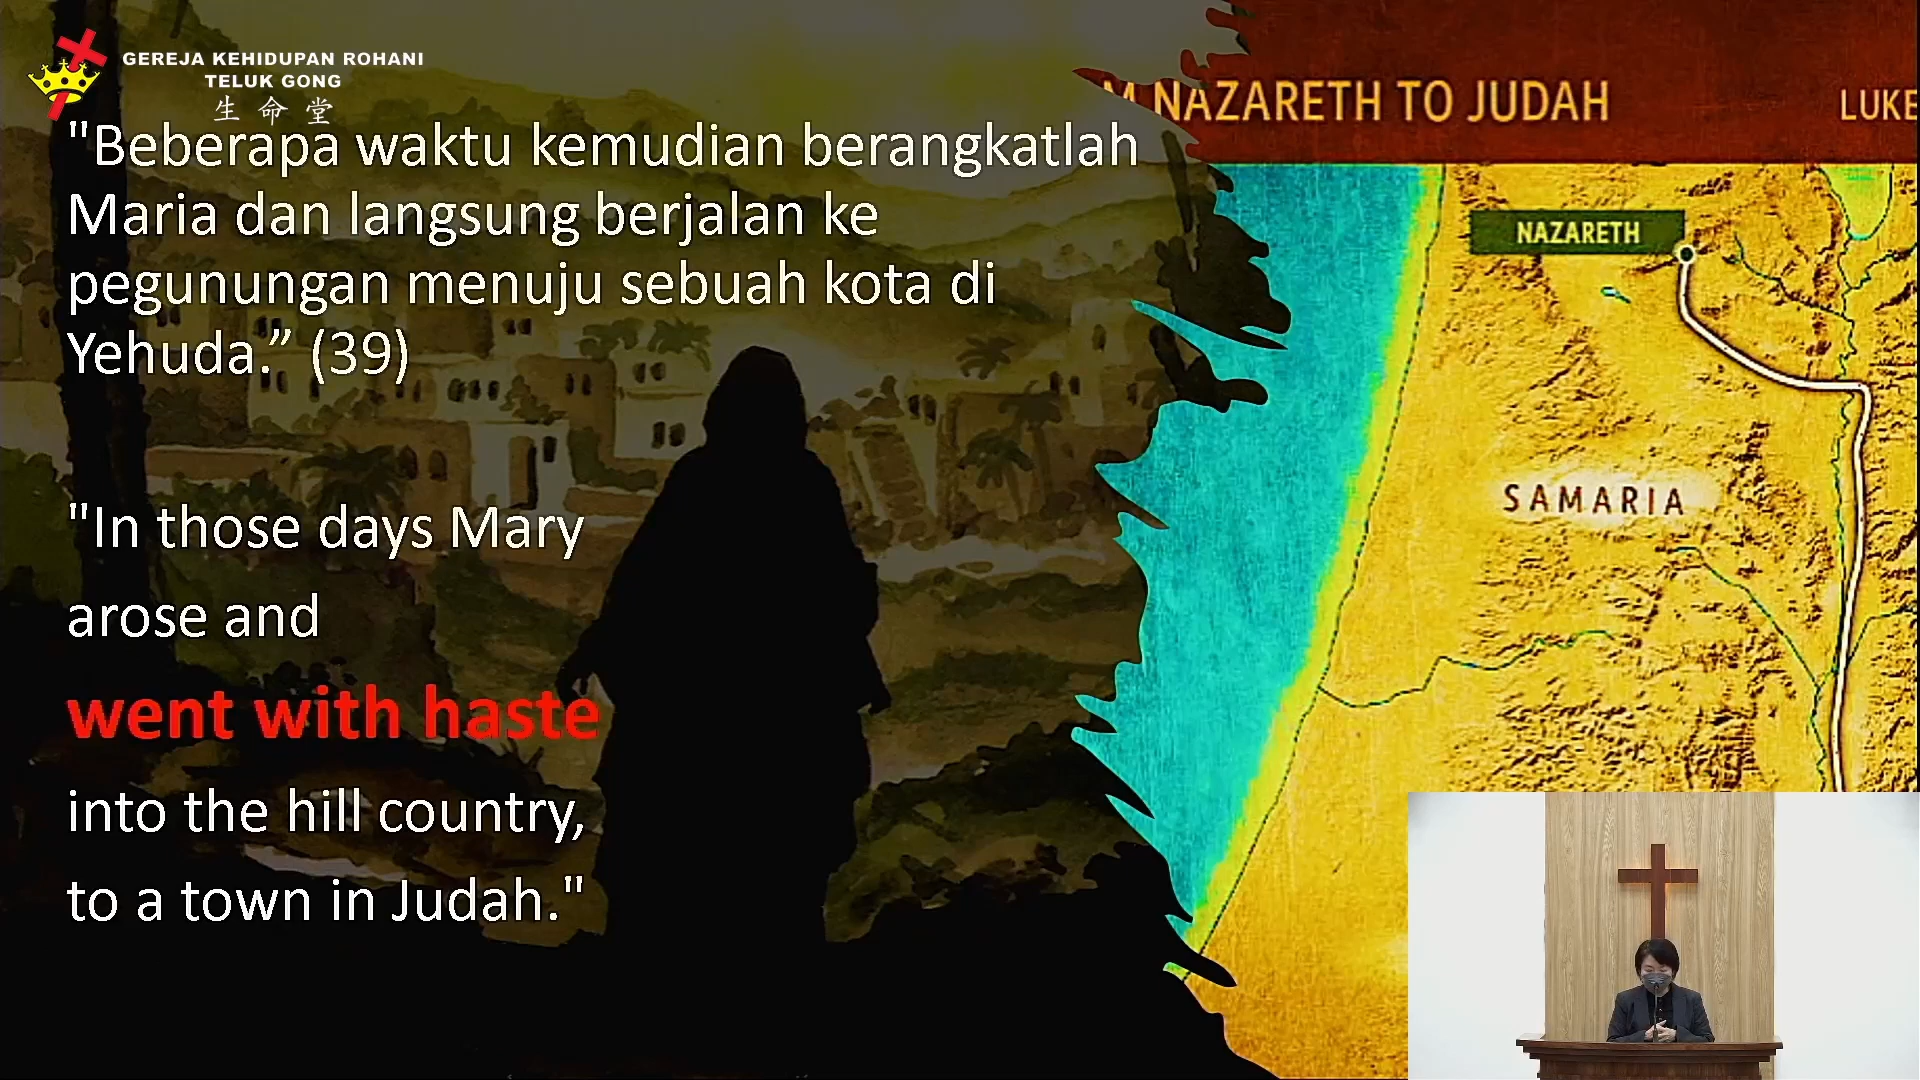 GEREJA KEHIDUPAN ROHANI
TELUK GONG
生命堂
"Beberapa waktu kemudian berangkatlah
Maria dan langsung berjalan ke
pegunungan menuju sebuah kota di
Yehuda.” (39)
"In those days Mary
arose and
went with haste
into the hill country,
to a town in Judah."
M NAZARETH TO JUDAH
LUKE
NAZARETH
SAMARIA